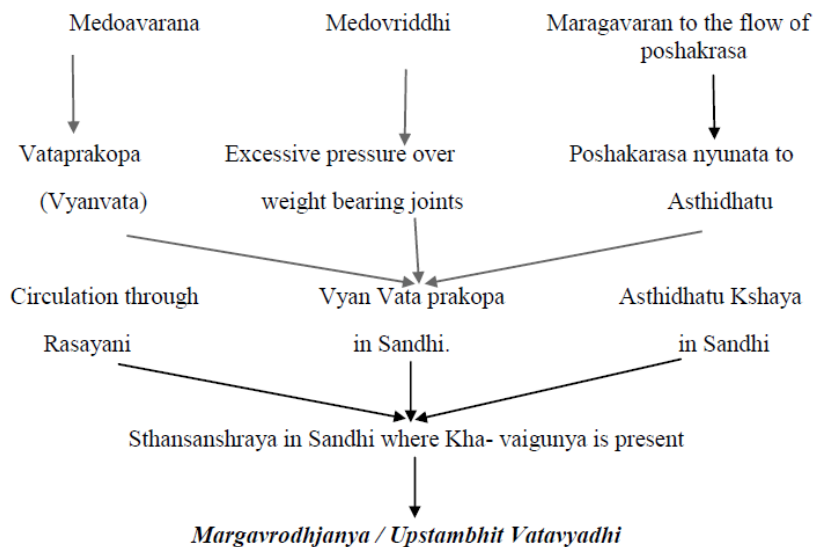 Medoavarana
Medovriddhi
Maragavaran to the flow of
poshakrasa
Vataprakopa
(Vyanvata)
Excessive pressure over
weight bearing joints
Poshakarasa nyunata to
Asthidhatu
Circulation through
Rasayani
Vyan Vata prakopa
in Sandhi.
Asthidhatu Kshaya
in Sandhi
Sthansanshraya in Sandhi where Kha- vaigunya is present
Margavrodhjanya / Upstambhit Vatavyadhi